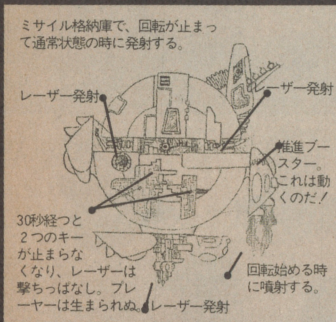 ミサイル格納庫で、回転が止まっ
て通常状態の時に発射する。
レーザー発射
ーザー発射
推進ブー
スター。
これは動
くのだ!
30秒経つと
2つのキー
が止まらな
くなり、レーザーは
撃ちっぱなし。プレ
ーヤーは生まられぬ。
レーザー発射
回転始める時
に噴射する。